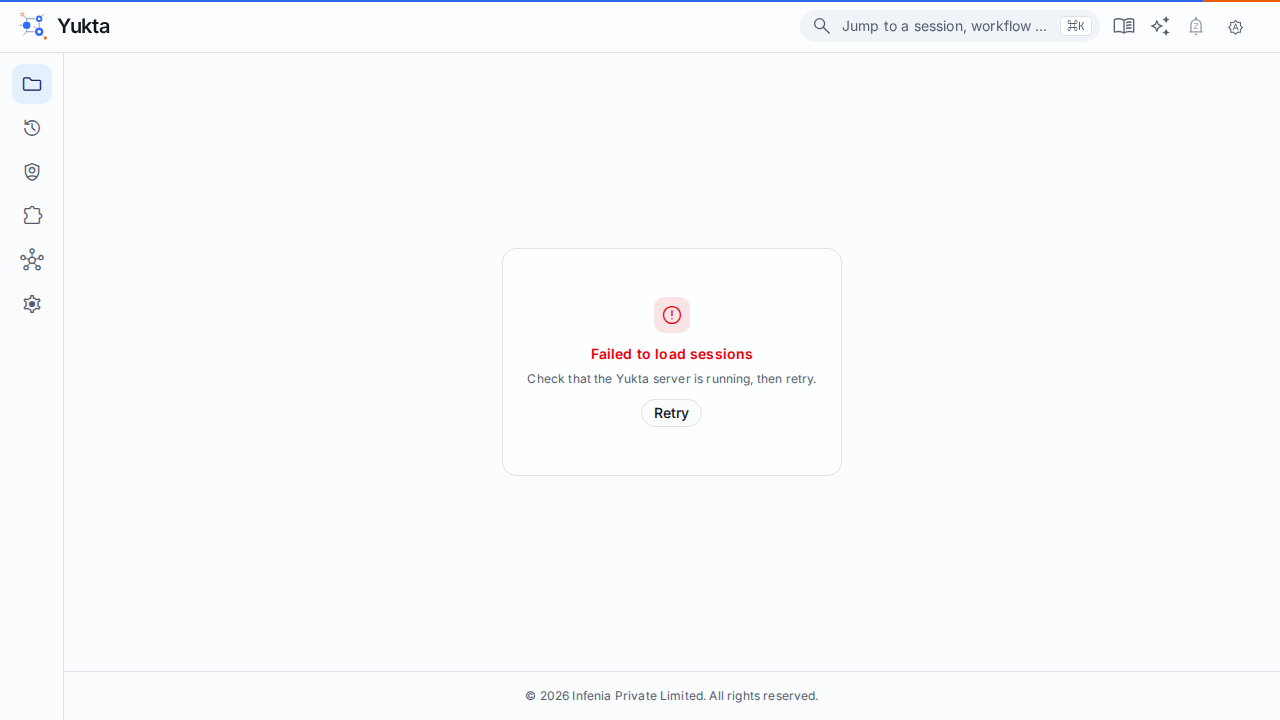 Yukta
Jump to a session, workflow ...
⌘K
Failed to load sessions
Check that the Yukta server is running, then retry.
Retry
© 2026 Infenia Private Limited. All rights reserved.